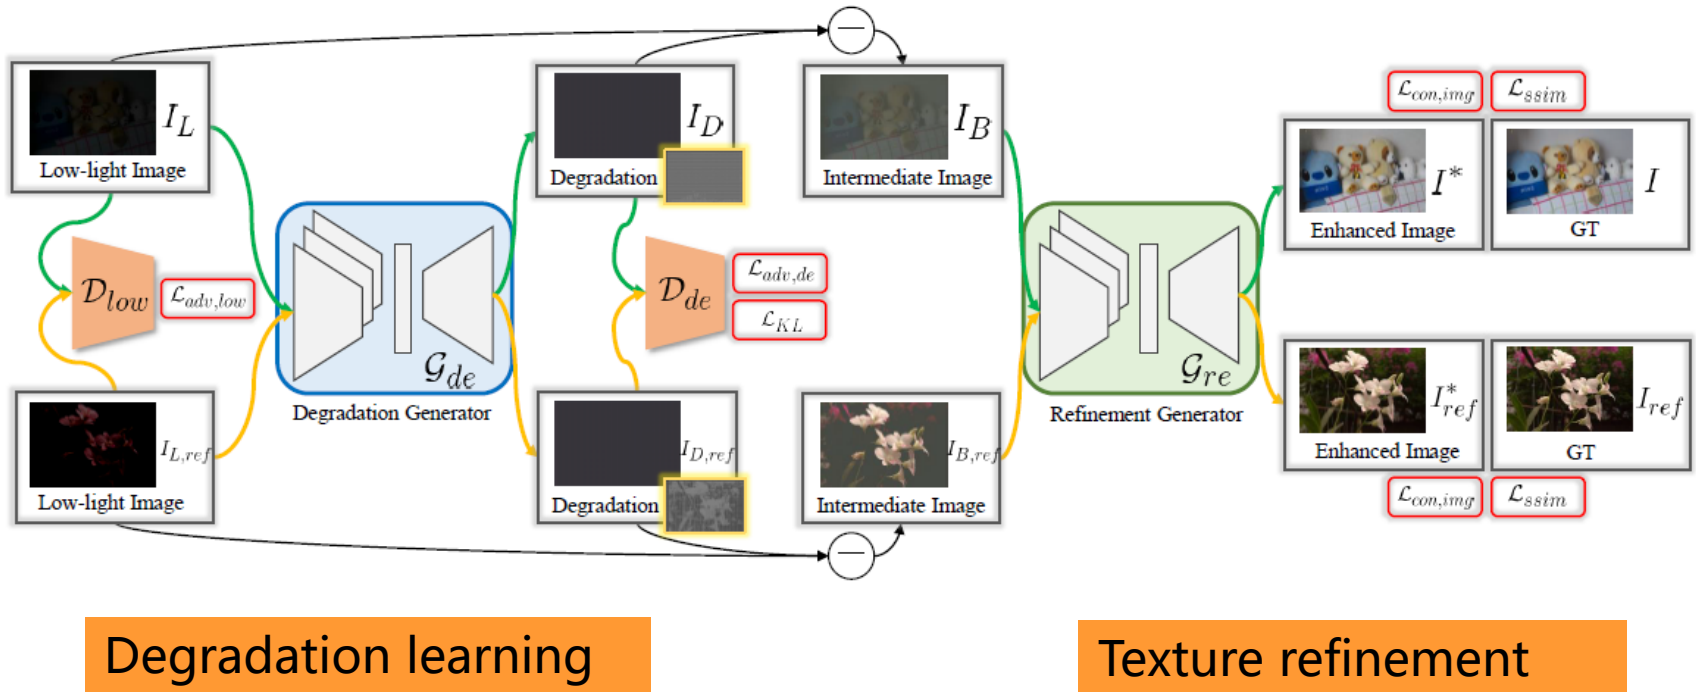 I_L
Low-light Image
I_D
Degradation
I_B
Intermediate Image
L_con,img
L_ssim
I*
Enhanced Image
I
GT
D_low
L_adv,low
G_de
Degradation Generator
D_de
L_adv,de
L_KL
G_re
Refinement Generator
I_L,ref
Low-light Image
I_D,ref
Degradation
I_B,ref
Intermediate Image
I*_ref
Enhanced Image
I_ref
GT
L_con,img
L_ssim
Degradation learning
Texture refinement